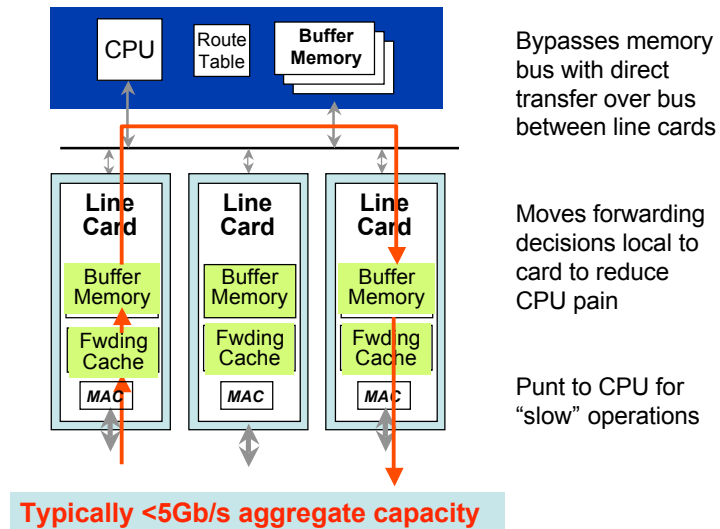 CPU
Route
Table
Buffer
Memory
Bypasses memory
bus with direct
transfer over bus
between line cards
Line
Card
Buffer
Memory
Fwding
Cache
MAC
Line
Card
Buffer
Memory
Fwding
Cache
MAC
Line
Card
Buffer
Memory
Fwding
Cache
MAC
Moves forwarding
decisions local to
card to reduce
CPU pain
Punt to CPU for
“slow” operations
Typically <5Gb/s aggregate capacity